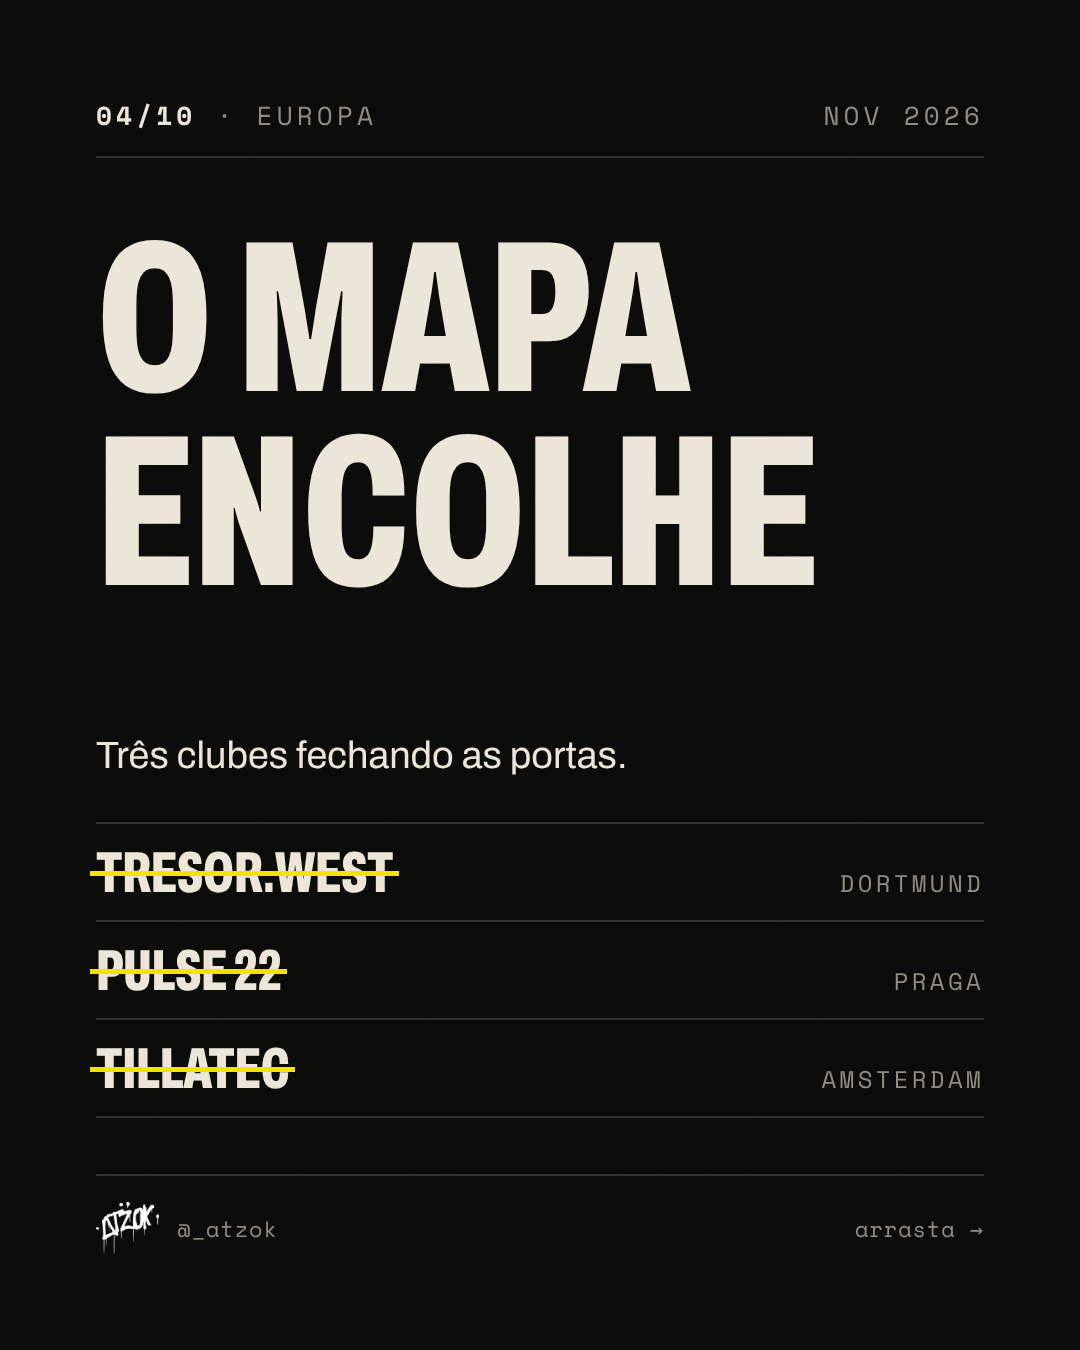 04/10 · EUROPA
NOV 2026
O MAPA
ENCOLHE
Três clubes fechando as portas.
TRESOR.WEST
DORTMUND
PULSE 22
PRAGA
TILLATEC
AMSTERDAM
ATZOK
@_atzok
arrasta →